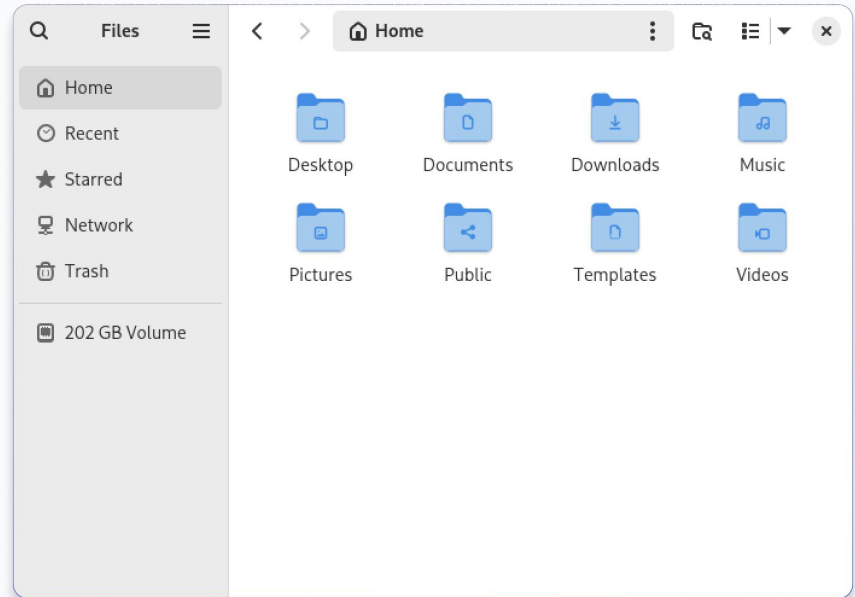 Files
Home
Home
Recent
Starred
Network
Trash
202 GB Volume
Desktop
Documents
Downloads
Music
Pictures
Public
Templates
Videos